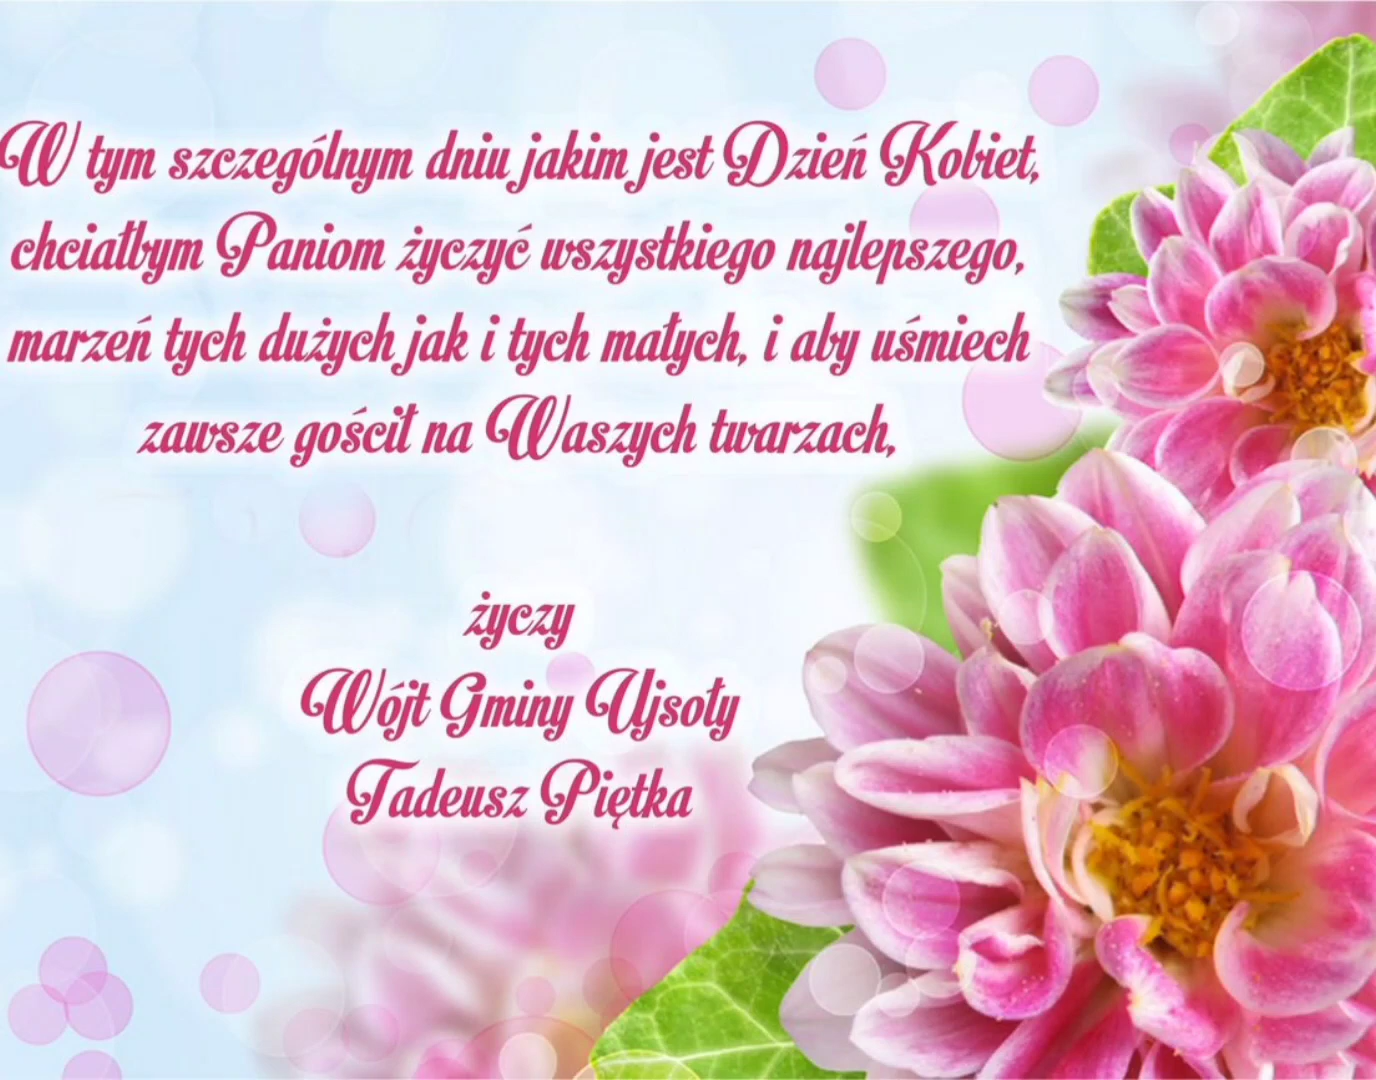 W tym szczególnym dniu jakim jest Dzień Kobiet,
chciałbym Paniom życzyć wszystkiego najlepszego,
marzeń tych dużych jak i tych małych, i aby uśmiech
zawsze gościł na Waszych twarzach,
życzy
Wójt Gminy Ujsoły
Tadeusz Piętka